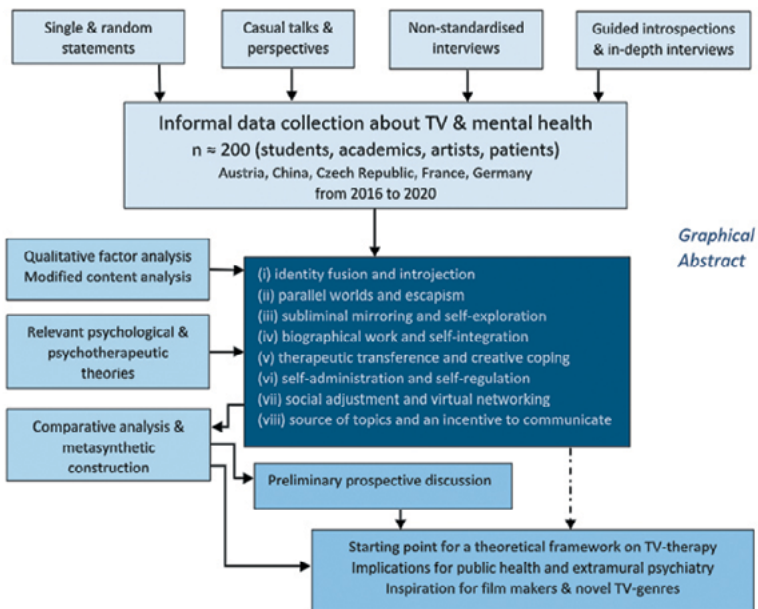 Single & random
statements
Casual talks &
perspectives
Non-standardised
interviews
Guided introspections
& in-depth interviews
Informal data collection about TV & mental health
n ≈ 200 (students, academics, artists, patients)
Austria, China, Czech Republic, France, Germany
from 2016 to 2020
Graphical
Abstract
Qualitative factor analysis
Modified content analysis
Relevant psychological &
psychotherapeutic
theories
Comparative analysis &
metasynthetic
construction
(i) identity fusion and introjection
(ii) parallel worlds and escapism
(iii) subliminal mirroring and self-exploration
(iv) biographical work and self-integration
(v) therapeutic transference and creative coping
(vi) self-administration and self-regulation
(vii) social adjustment and virtual networking
(viii) source of topics and an incentive to communicate
Preliminary prospective discussion
Starting point for a theoretical framework on TV-therapy
Implications for public health and extramural psychiatry
Inspiration for film makers & novel TV-genres